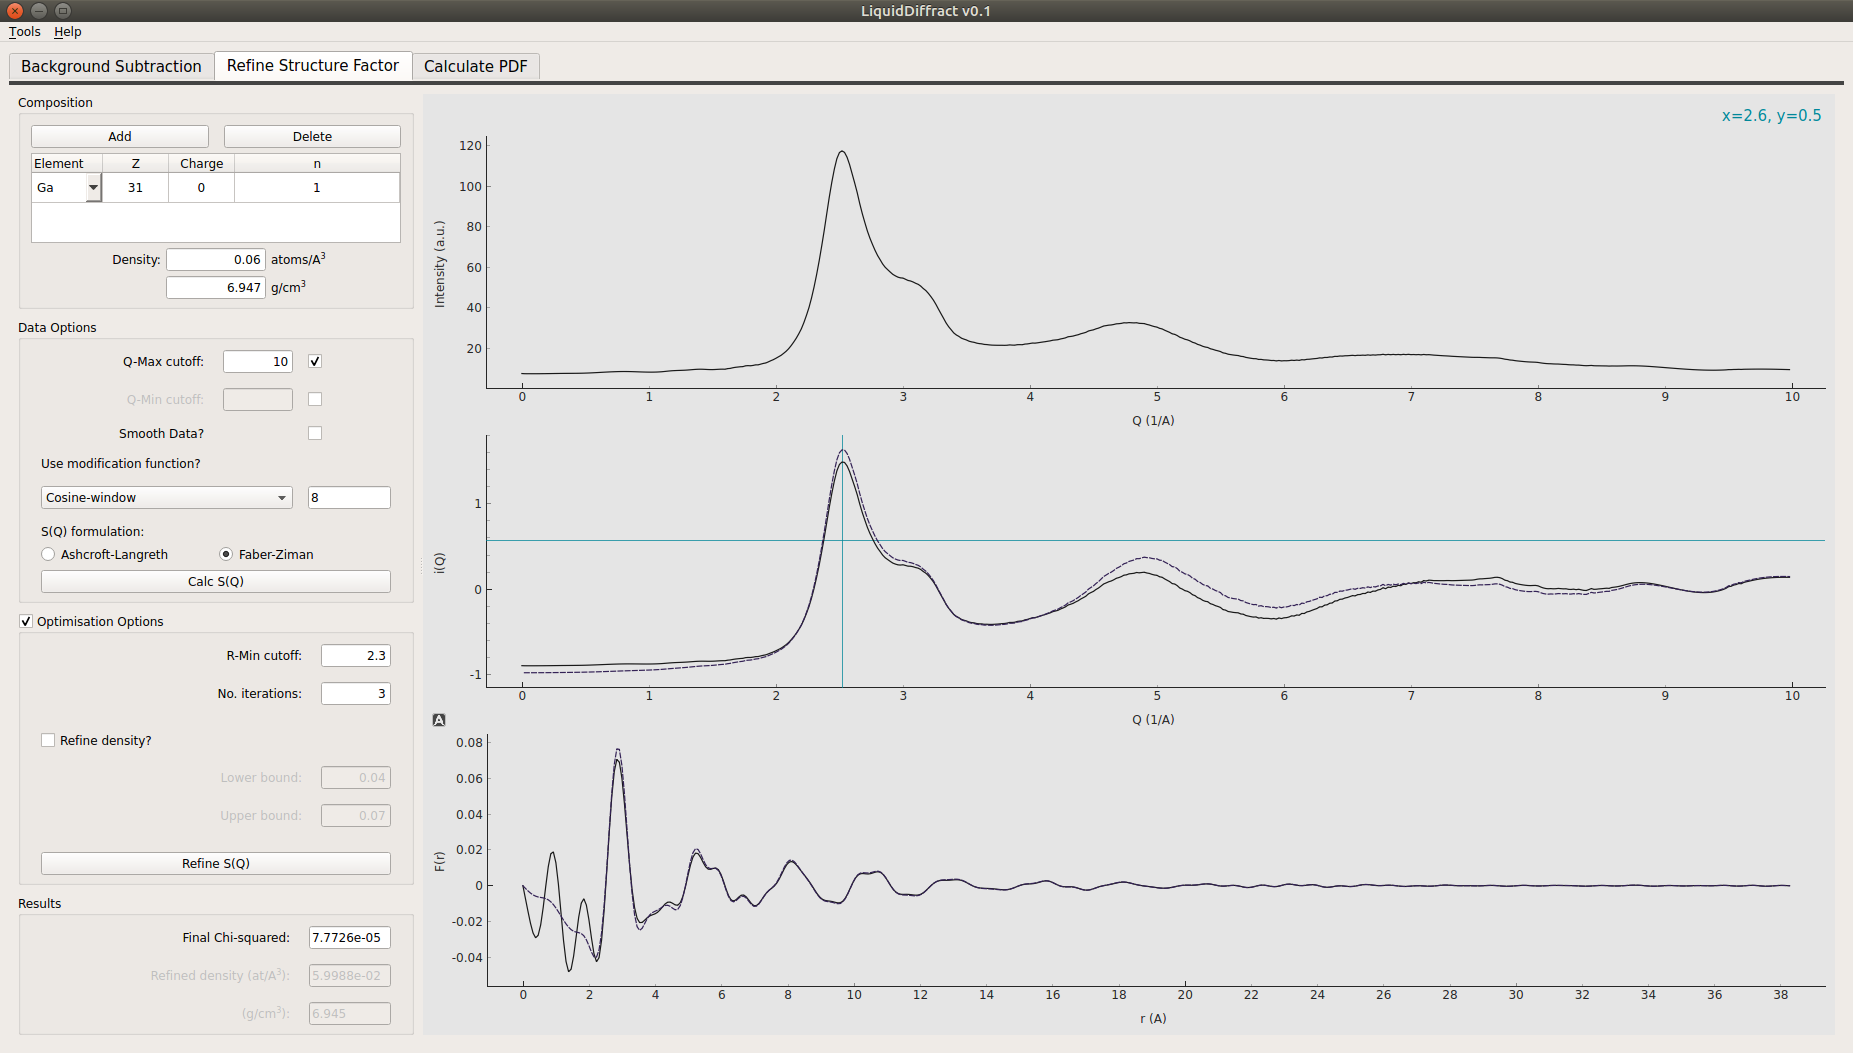 LiquidDiffract v0.1
Tools Help
Background Subtraction Refine Structure Factor Calculate PDF
Composition
Add Delete
Element Z Charge n
Ga 31 0 1
Density: 0.06 atoms/A³
6.947 g/cm³
Data Options
Q-Max cutoff: 10
Q-Min cutoff:
Smooth Data?
Use modification function?
Cosine-window 8
S(Q) formulation:
Ashcroft-Langreth Faber-Ziman
Calc S(Q)
Optimisation Options
R-Min cutoff: 2.3
No. iterations: 3
Refine density?
Lower bound: 0.04
Upper bound: 0.07
Refine S(Q)
Results
Final Chi-squared: 7.7726e-05
Refined density (at/A³): 5.9988e-02
(g/cm³): 6.945
x=2.6, y=0.5
Intensity (a.u.)
120
100
80
60
40
20
0 1 2 3 4 5 6 7 8 9 10
Q (1/A)
i(Q)
1
0
-1
0 1 2 3 4 5 6 7 8 9 10
Q (1/A)
A
F(r)
0.08
0.06
0.04
0.02
0
-0.02
-0.04
0 2 4 6 8 10 12 14 16 18 20 22 24 26 28 30 32 34 36 38
r (A)